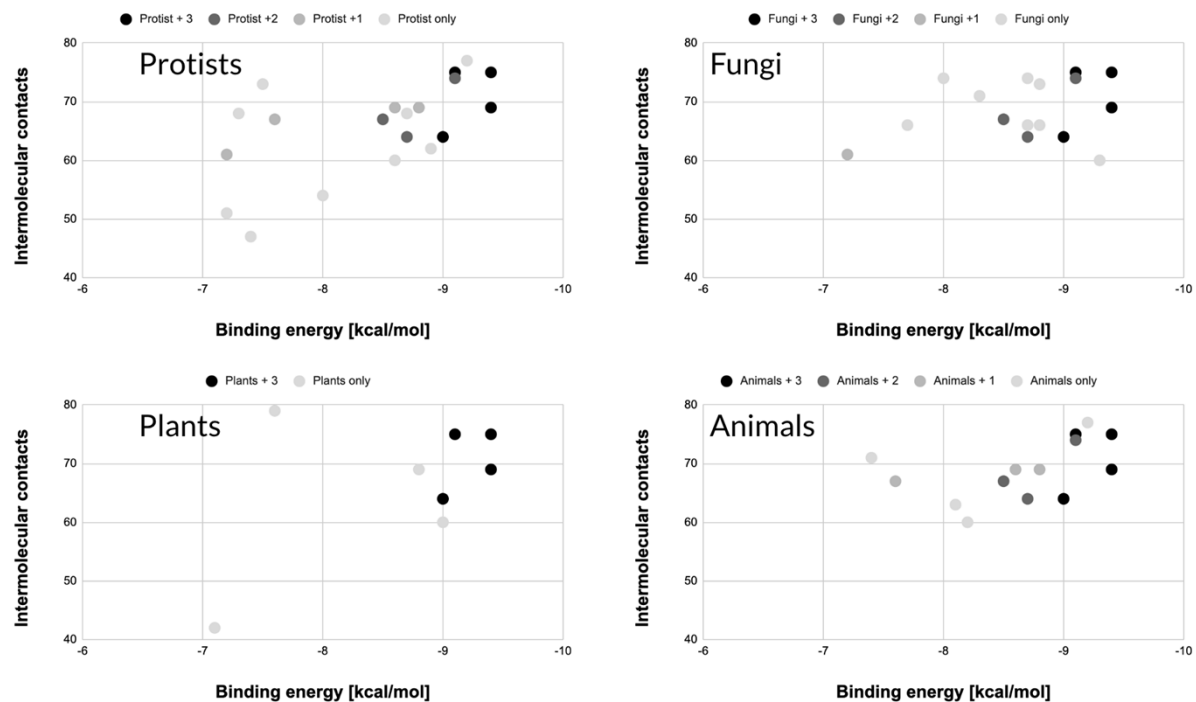 Protist + 3 Protist +2 Protist +1 Protist only
Protists
Intermolecular contacts
80
70
60
50
40
-6 -7 -8 -9 -10
Binding energy [kcal/mol]
Fungi + 3 Fungi +2 Fungi +1 Fungi only
Fungi
Intermolecular contacts
80
70
60
50
40
-6 -7 -8 -9 -10
Binding energy [kcal/mol]
Plants + 3 Plants only
Plants
Intermolecular contacts
80
70
60
50
40
-6 -7 -8 -9 -10
Binding energy [kcal/mol]
Animals + 3 Animals + 2 Animals + 1 Animals only
Animals
Intermolecular contacts
80
70
60
50
40
-6 -7 -8 -9 -10
Binding energy [kcal/mol]